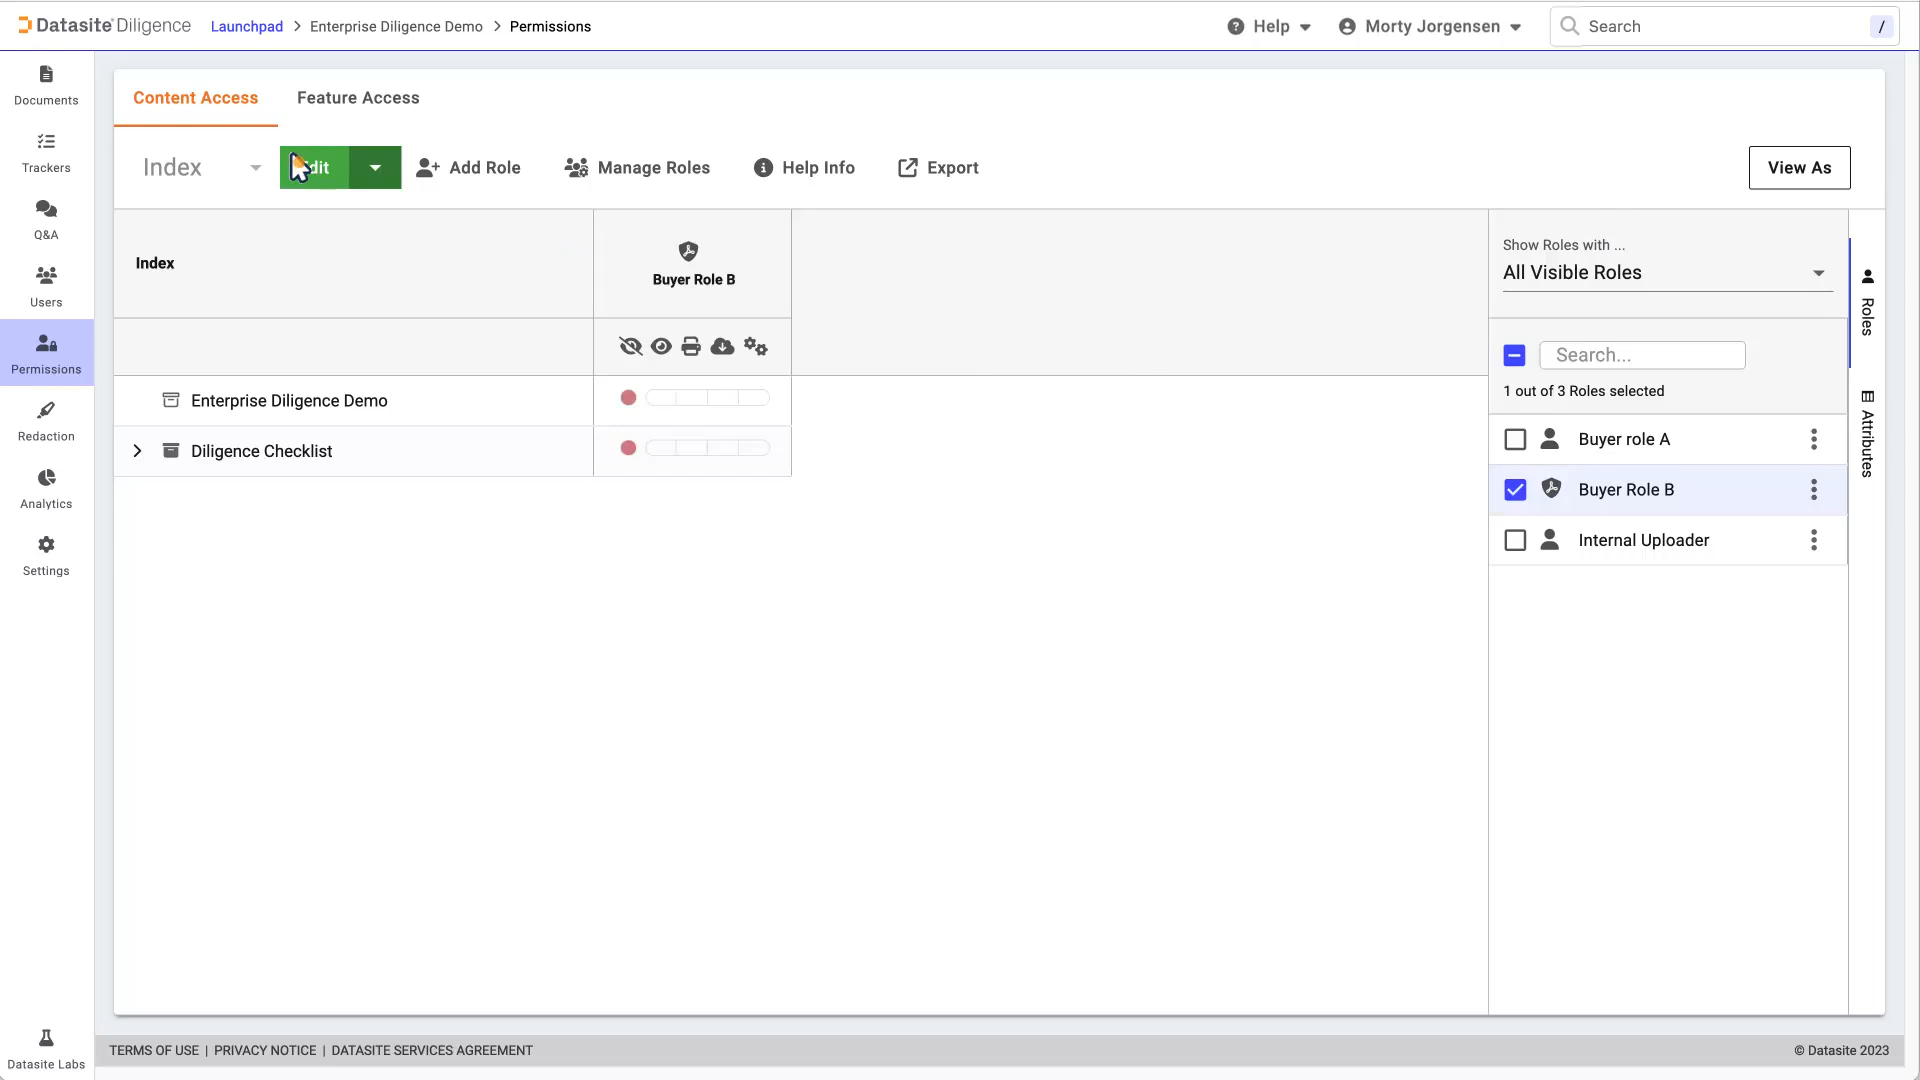 Datasite Diligence Launchpad Enterprise Diligence Demo Permissions Help Morty Jorgensen Search /
Documents
Trackers
Q&A
Users
Permissions
Redaction
Analytics
Settings
Datasite Labs
Content Access Feature Access
Index Add Role Manage Roles Help Info Export View As
Index
Buyer Role B
Enterprise Diligence Demo
Diligence Checklist
Show Roles with ...
All Visible Roles
Search...
1 out of 3 Roles selected
Buyer role A
Buyer Role B
Internal Uploader
Roles
Attributes
TERMS OF USE | PRIVACY NOTICE | DATASITE SERVICES AGREEMENT
© Datasite 2023